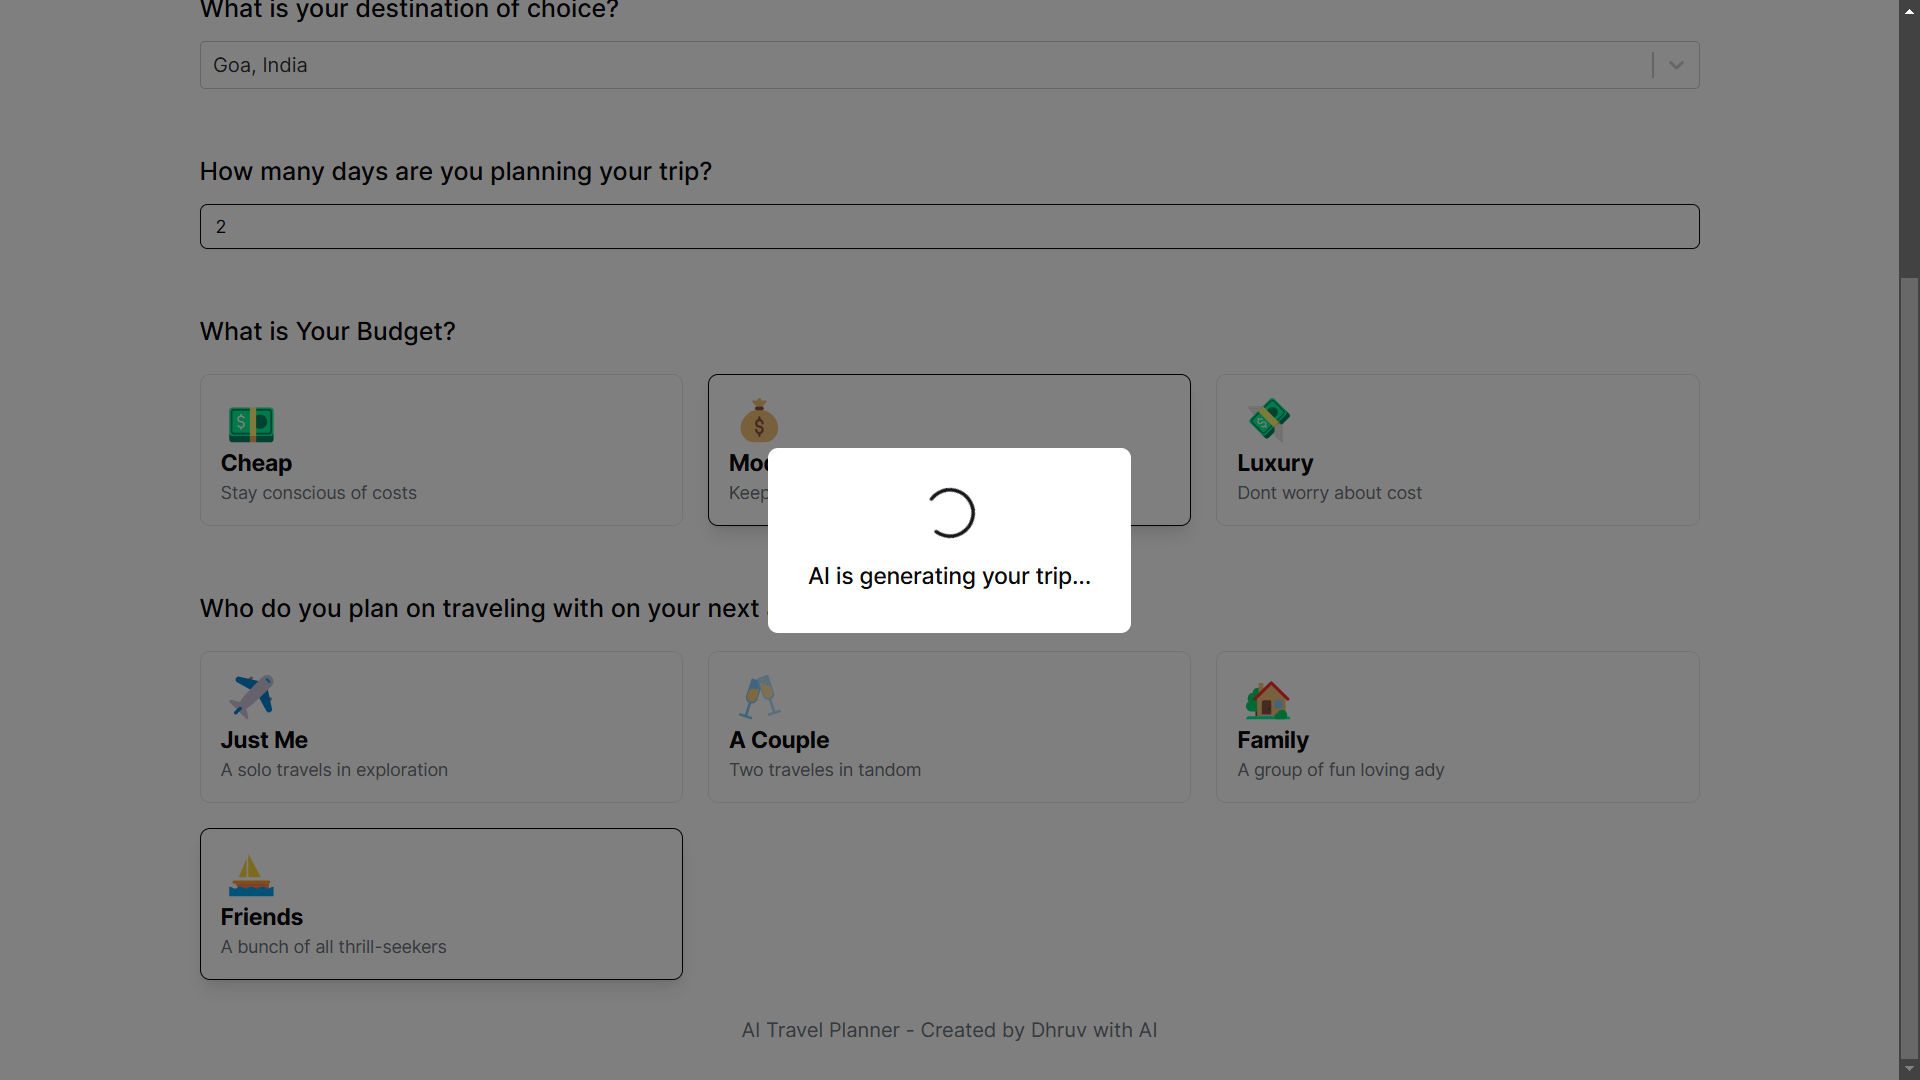 What is your destination of choice?
Goa, India
How many days are you planning your trip?
2
What is Your Budget?
Cheap
Stay conscious of costs
Mod
Keep
Luxury
Dont worry about cost
AI is generating your trip...
Who do you plan on traveling with on your next
Just Me
A solo travels in exploration
A Couple
Two traveles in tandom
Family
A group of fun loving ady
Friends
A bunch of all thrill-seekers
AI Travel Planner - Created by Dhruv with AI